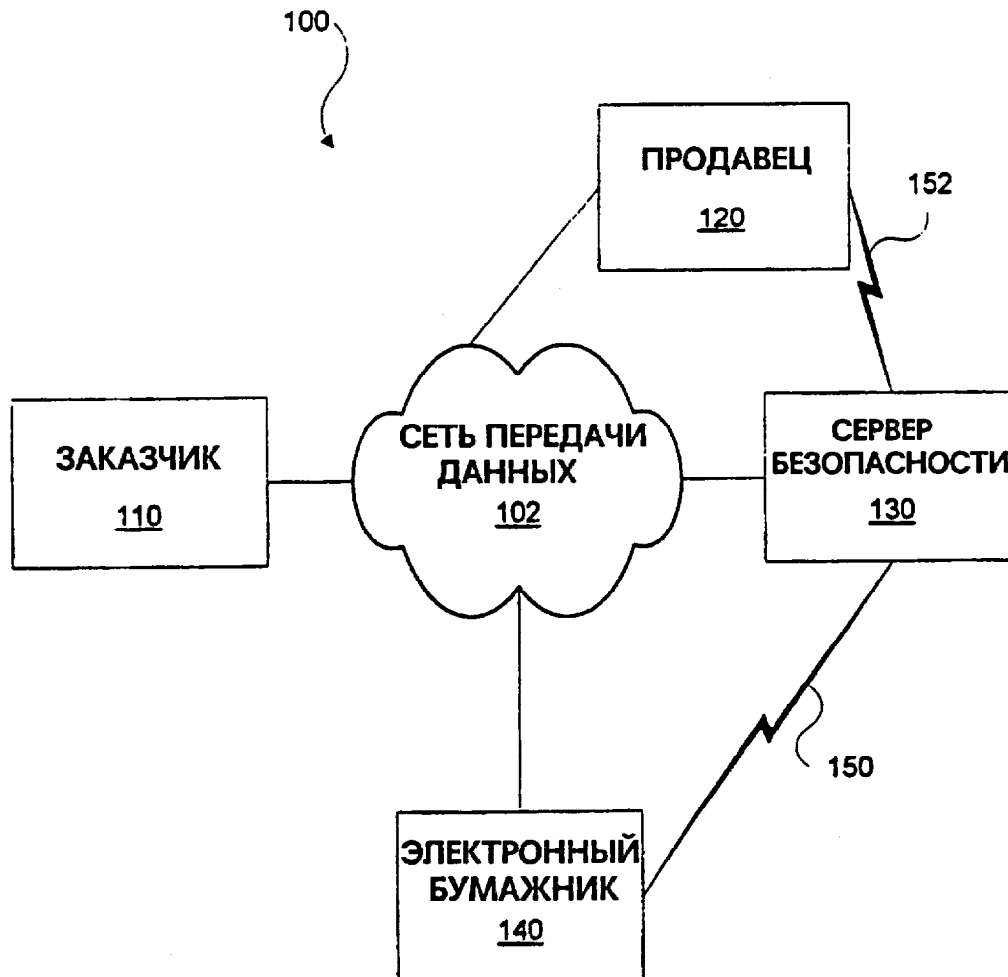 100
ПРОДАВЕЦ
120
152
ЗАКАЗЧИК
110
СЕТЬ ПЕРЕДАЧИ
ДАННЫХ
102
СЕРВЕР
БЕЗОПАСНОСТИ
130
150
ЭЛЕКТРОННЫЙ
БУМАЖНИК
140